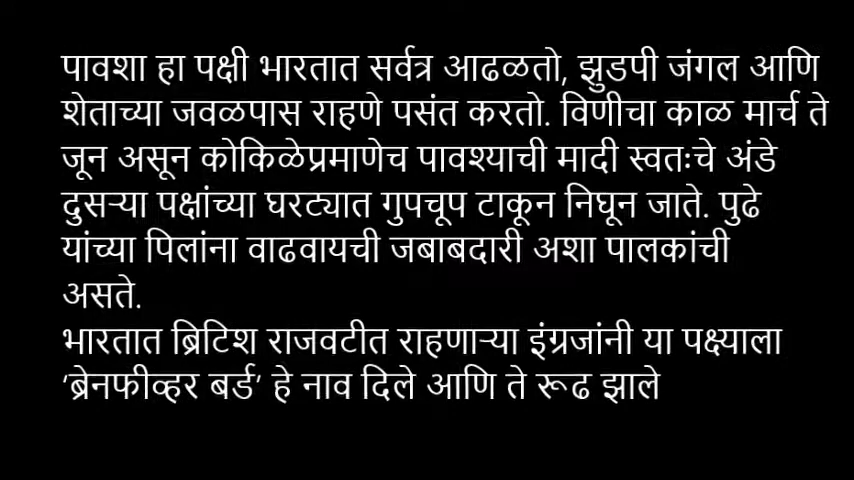 पावशा हा पक्षी भारतात सर्वत्र आढळतो, झुडपी जंगल आणि
शेताच्या जवळपास राहणे पसंत करतो. विणीचा काळ मार्च ते
जून असून कोकिळेप्रमाणेच पावश्याची मादी स्वतःचे अंडे
दुसऱ्या पक्षांच्या घरट्यात गुपचूप टाकून निघून जाते. पुढे
यांच्या पिलांना वाढवायची जबाबदारी अशा पालकांची
असते.
भारतात ब्रिटिश राजवटीत राहणाऱ्या इंग्रजांनी या पक्ष्याला
‘ब्रेनफीव्हर बर्ड’ हे नाव दिले आणि ते रूढ झाले